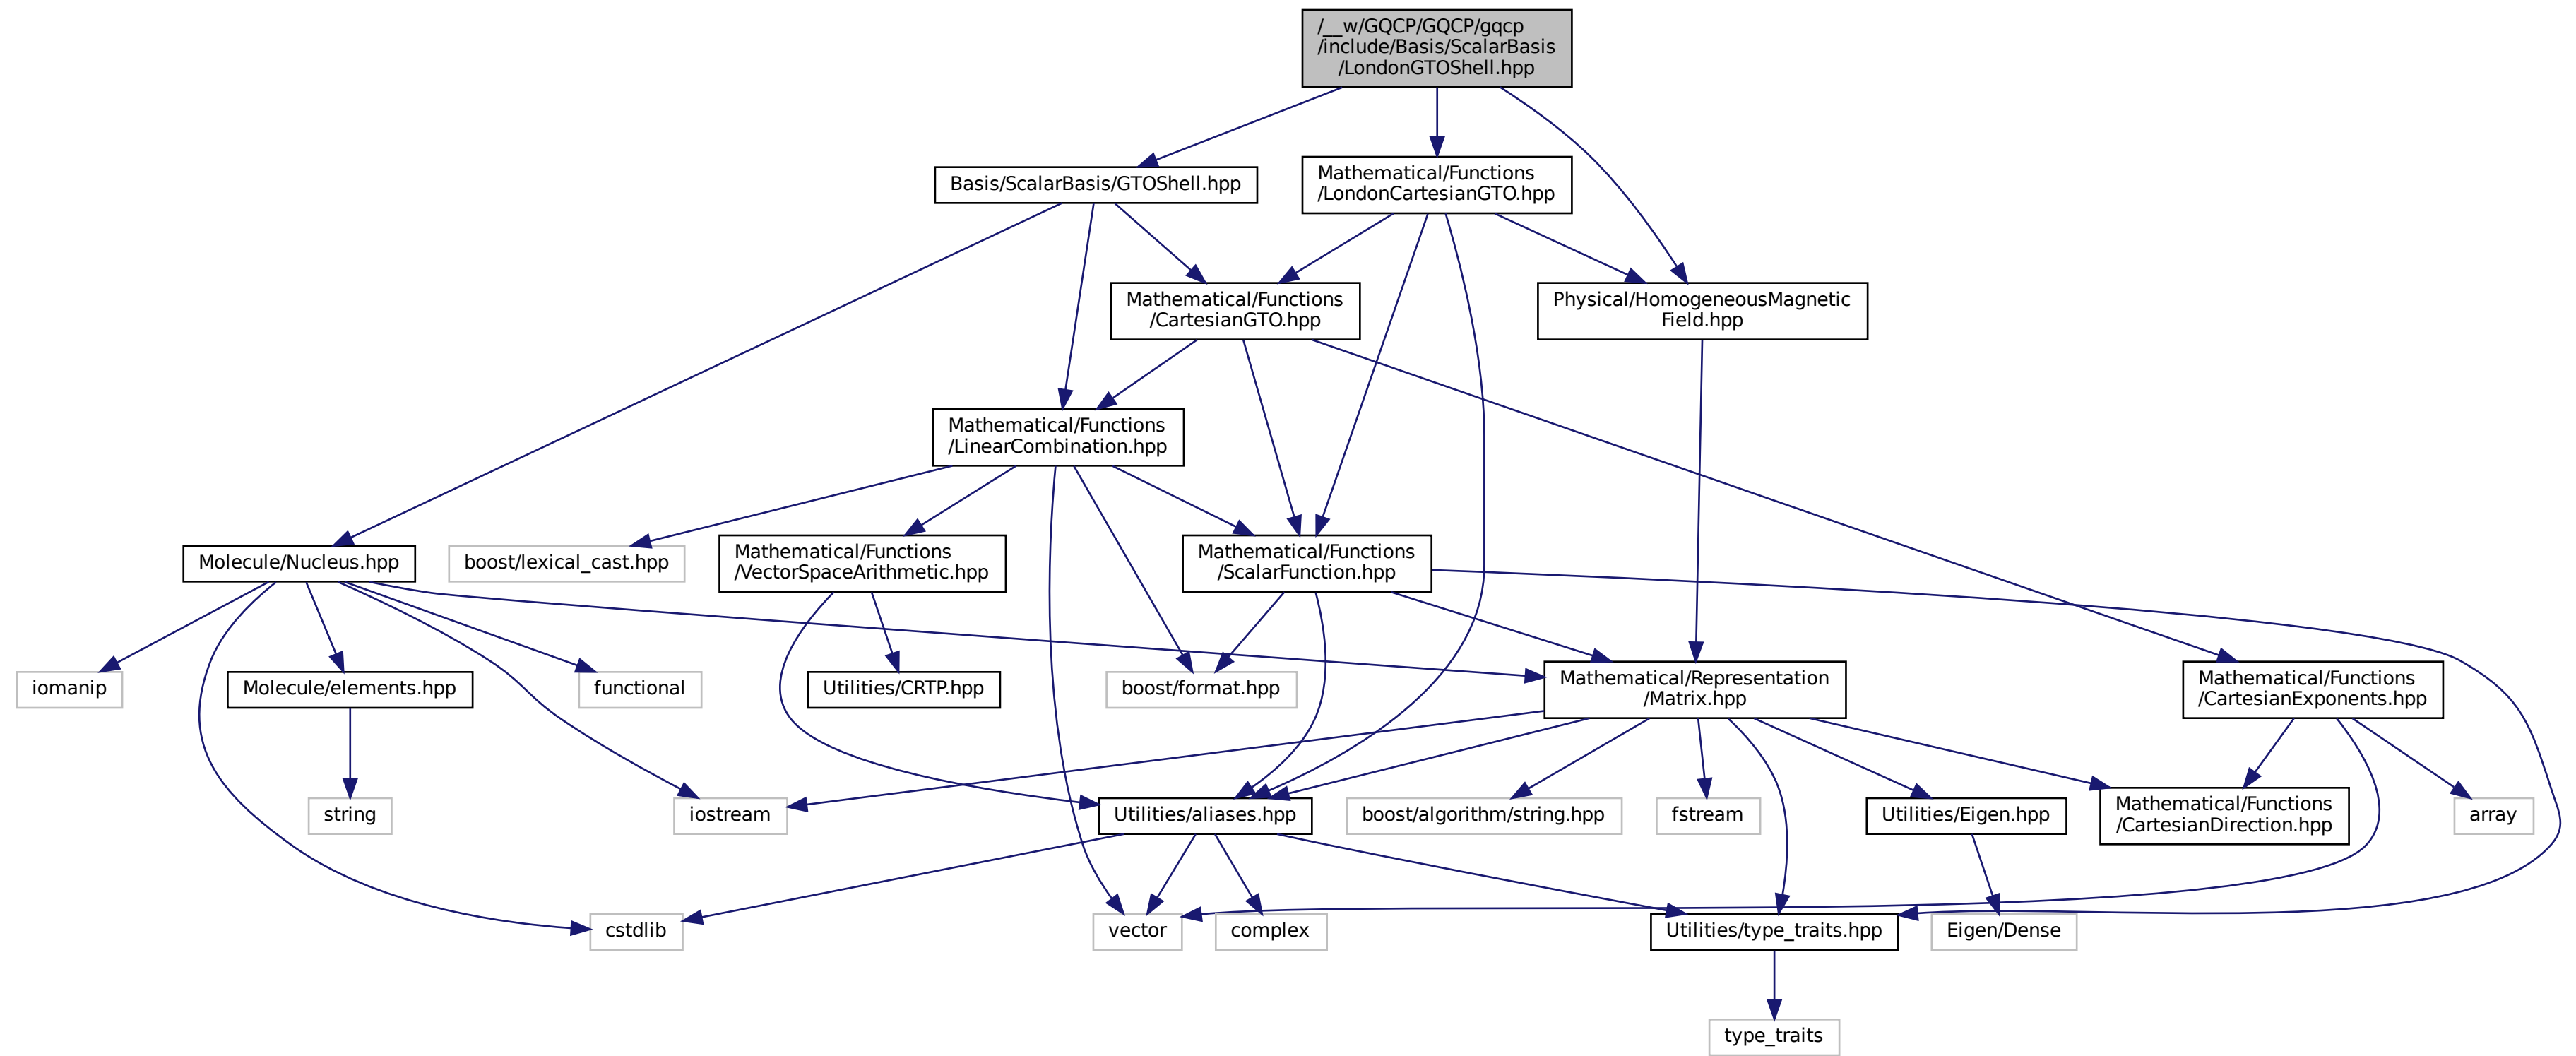 /__w/GQCP/GQCP/gqcp
/include/Basis/ScalarBasis
/LondonGTOShell.hpp
Basis/ScalarBasis/GTOShell.hpp
Mathematical/Functions
/LondonCartesianGTO.hpp
Mathematical/Functions
/CartesianGTO.hpp
Physical/HomogeneousMagnetic
Field.hpp
Mathematical/Functions
/LinearCombination.hpp
Molecule/Nucleus.hpp
boost/lexical_cast.hpp
Mathematical/Functions
/VectorSpaceArithmetic.hpp
Mathematical/Functions
/ScalarFunction.hpp
iomanip
Molecule/elements.hpp
functional
Utilities/CRTP.hpp
boost/format.hpp
Mathematical/Representation
/Matrix.hpp
Mathematical/Functions
/CartesianExponents.hpp
string
iostream
Utilities/aliases.hpp
boost/algorithm/string.hpp
fstream
Utilities/Eigen.hpp
Mathematical/Functions
/CartesianDirection.hpp
array
cstdlib
vector
complex
Utilities/type_traits.hpp
Eigen/Dense
type_traits